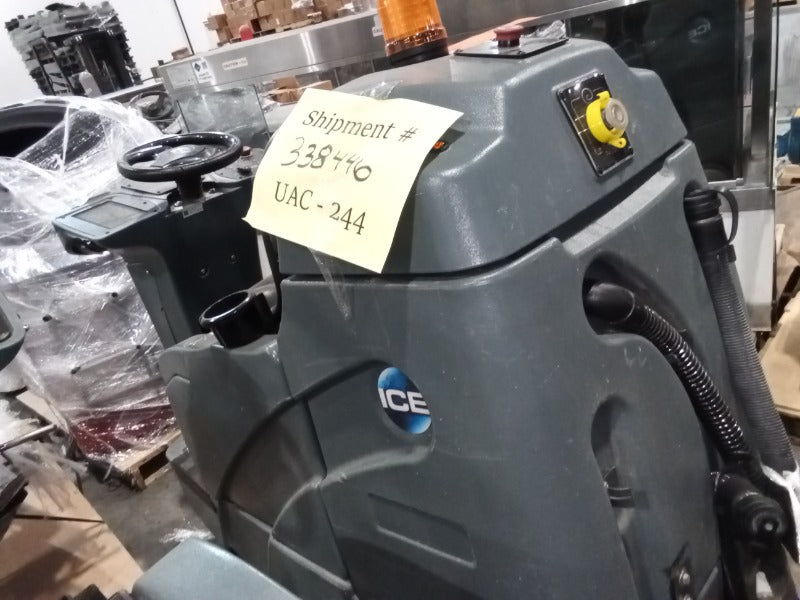 Shipment #
338446
UAC - 244
ICE